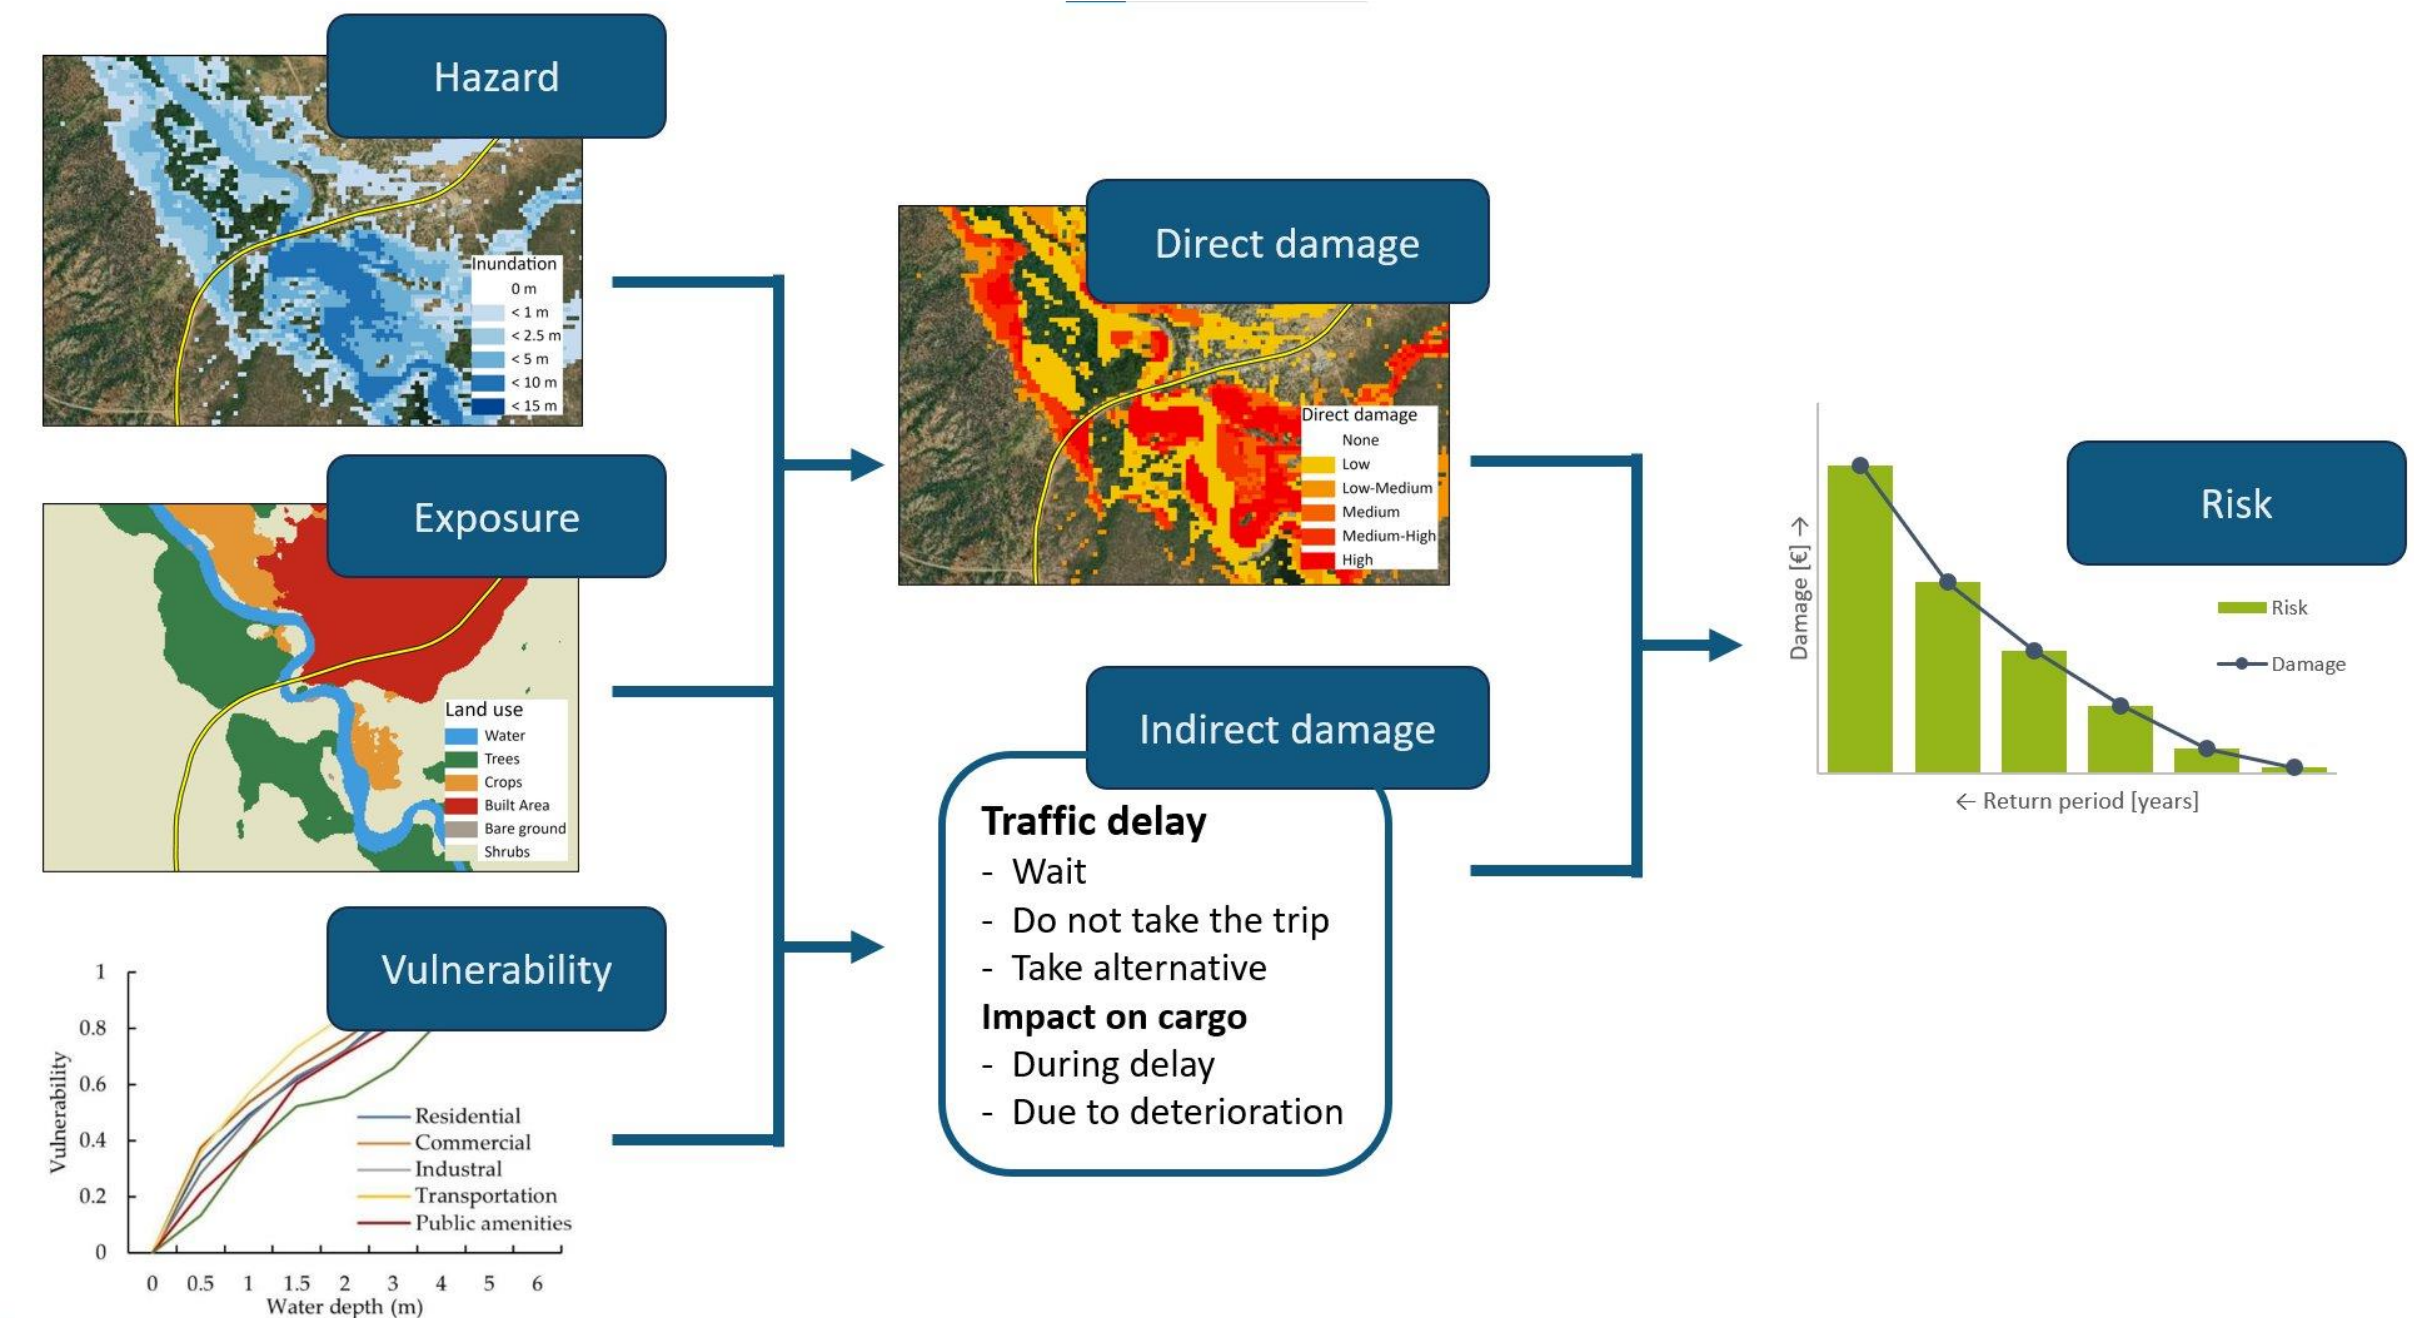 Hazard
Inundation
0 m
< 1 m
< 2.5 m
< 5 m
< 10 m
< 15 m
Exposure
Land use
Water
Trees
Crops
Built Area
Bare ground
Shrubs
Vulnerability
1
0.8
0.6
0.4
0.2
0
Vulnerability
Residential
Commercial
Industral
Transportation
Public amenities
0 0.5 1 1.5 2 3 4 5 6
Water depth (m)
Direct damage
Direct damage
None
Low
Low-Medium
Medium
Medium-High
High
Indirect damage
Traffic delay
- Wait
- Do not take the trip
- Take alternative
Impact on cargo
- During delay
- Due to deterioration
Risk
Damage [€] →
Risk
Damage
← Return period [years]